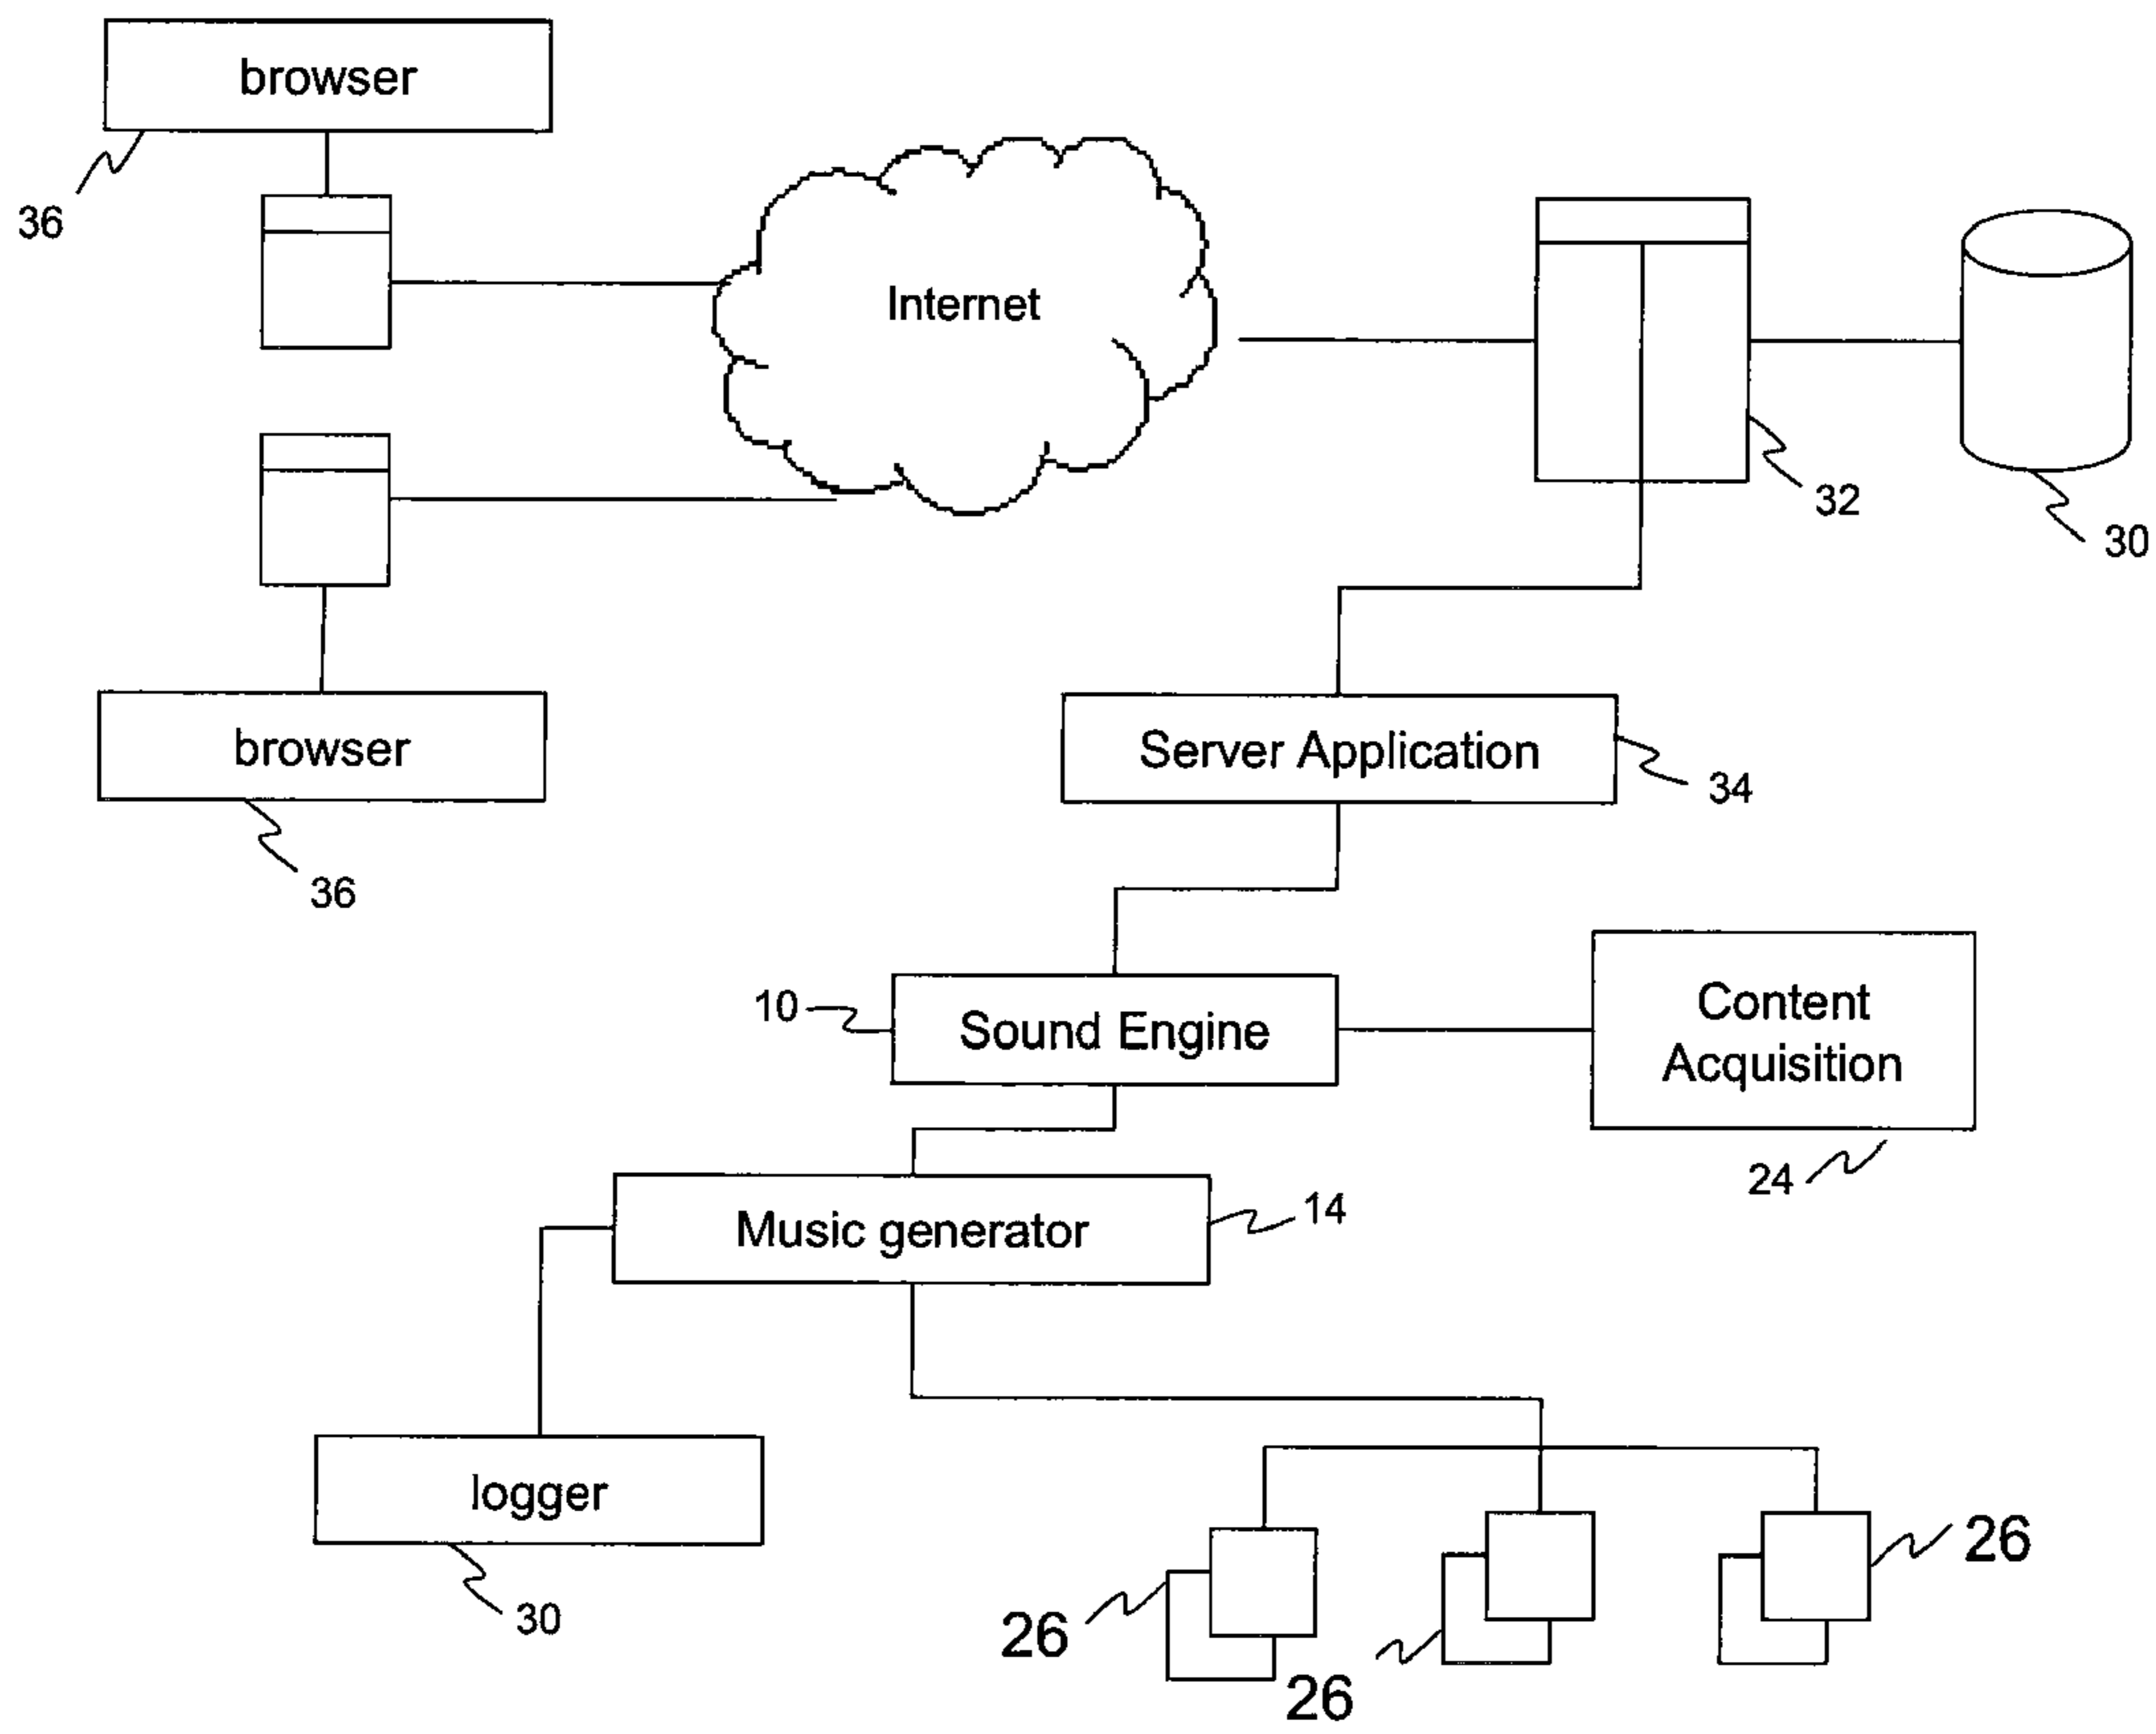 browser
36
Internet
32
30
browser
36
Server Application
34
10
Sound Engine
Content
Acquisition
24
Music generator
14
logger
30
26
26
26